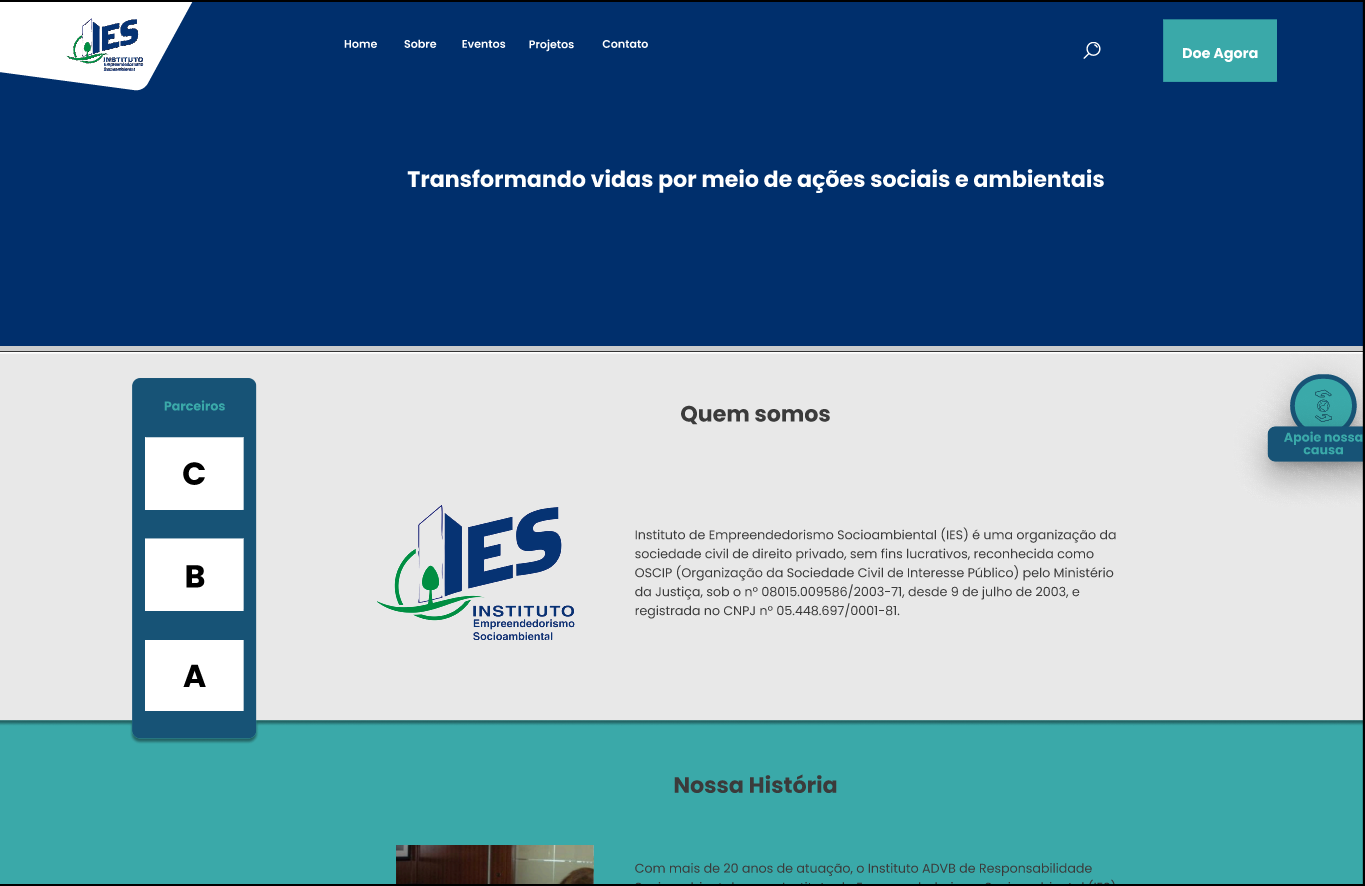 IES
INSTITUTO
Empreendedorismo
Socioambiental
Home Sobre Eventos Projetos Contato
Doe Agora
Transformando vidas por meio de ações sociais e ambientais
Parceiros
C
B
A
Quem somos
Apoie nossa
causa
IES
INSTITUTO
Empreendedorismo
Socioambiental
Instituto de Empreendedorismo Socioambiental (IES) é uma organização da
sociedade civil de direito privado, sem fins lucrativos, reconhecida como
OSCIP (Organização da Sociedade Civil de Interesse Público) pelo Ministério
da Justiça, sob o nº 08015.009586/2003-71, desde 9 de julho de 2003, e
registrada no CNPJ nº 05.448.697/0001-81.
Nossa História
Com mais de 20 anos de atuação, o Instituto ADVB de Responsabilidade